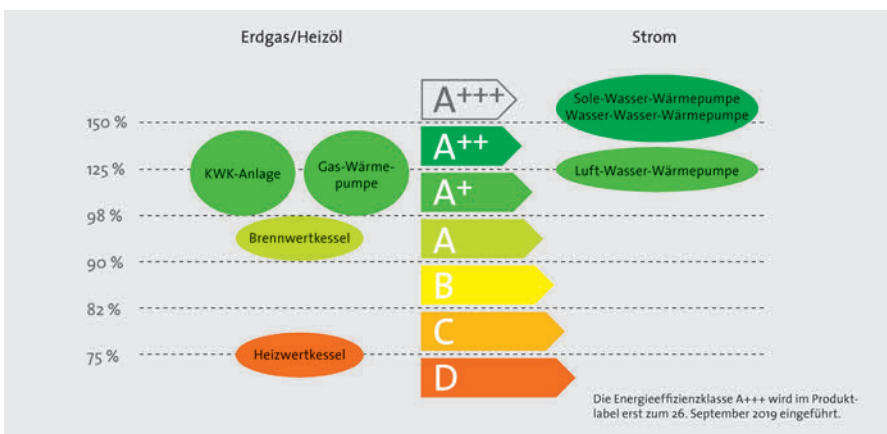 Erdgas/Heizöl
Strom
A+++
Sole-Wasser-Wärmepumpe
Wasser-Wasser-Wärmepumpe
150 %
A++
KWK-Anlage
Gas-Wärme-
pumpe
125 %
Luft-Wasser-Wärmepumpe
A+
98 %
Brennwertkessel
A
90 %
B
82 %
C
Heizwertkessel
75 %
D
Die Energieeffizienzklasse A+++ wird im Produkt-
label erst zum 26. September 2019 eingeführt.